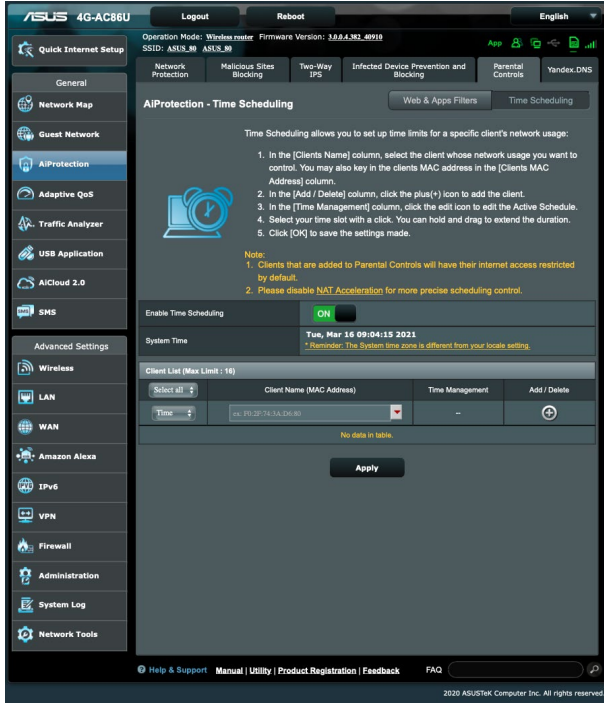 ASUS 4G-AC86U Logout Reboot English
Operation Mode: Wireless router Firmware Version: 3.0.0.4.382_40910
SSID: ASUS_80 ASUS_80
App
Quick Internet Setup
General
Network Map
Guest Network
AiProtection
Adaptive QoS
Traffic Analyzer
USB Application
AiCloud 2.0
SMS
SMS
Advanced Settings
Wireless
LAN
WAN
Amazon Alexa
IPv6
VPN
Firewall
Administration
System Log
Network Tools
Network Protection
Malicious Sites Blocking
Two-Way IPS
Infected Device Prevention and Blocking
Parental Controls
Yandex.DNS
AiProtection - Time Scheduling
Web & Apps Filters Time Scheduling
Time Scheduling allows you to set up time limits for a specific client's network usage:
1. In the [Clients Name] column, select the client whose network usage you want to
control. You may also key in the clients MAC address in the [Clients MAC
Address] column.
2. In the [Add / Delete] column, click the plus(+) icon to add the client.
3. In the [Time Management] column, click the edit icon to edit the Active Schedule.
4. Select your time slot with a click. You can hold and drag to extend the duration.
5. Click [OK] to save the settings made.
Note:
1. Clients that are added to Parental Controls will have their internet access restricted
by default.
2. Please disable NAT Acceleration for more precise scheduling control.
Enable Time Scheduling ON
System Time Tue, Mar 16 09:04:15 2021
* Reminder: The System time zone is different from your locale setting.
Client List (Max Limit : 16)
Select all Client Name (MAC Address) Time Management Add / Delete
Time ex: F0:2F:74:3A:D6:80 --
No data in table.
Apply
Help & Support Manual | Utility | Product Registration | Feedback FAQ
2020 ASUSTeK Computer Inc. All rights reserved.